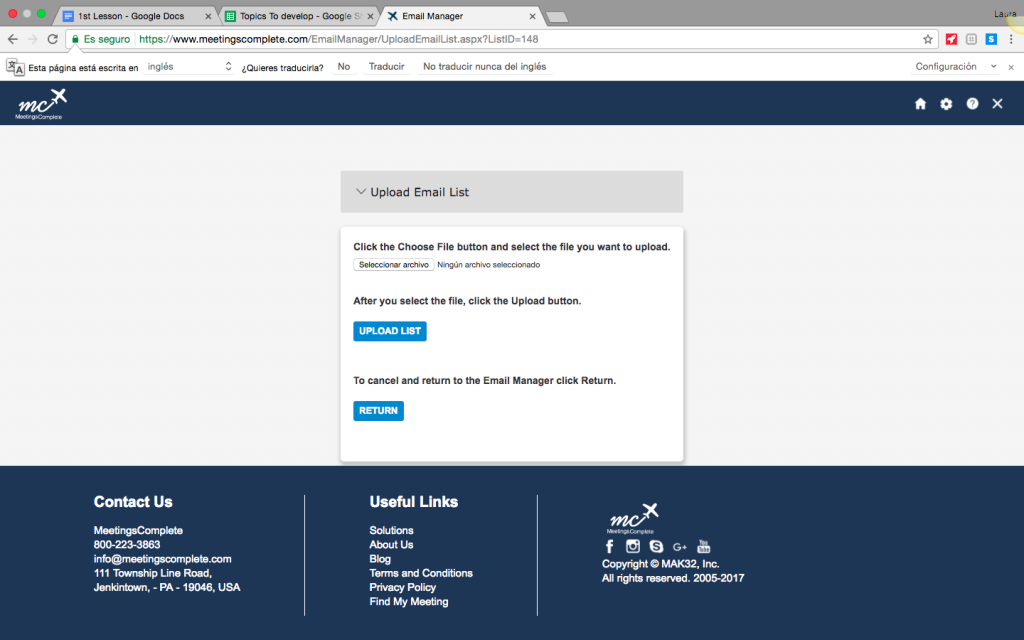 Laura
1st Lesson - Google Docs
Topics To develop - Google Sh
Email Manager
Es seguro https://www.meetingscomplete.com/EmailManager/UploadEmailList.aspx?ListID=148
Esta página está escrita en inglés ¿Quieres traducirla? No Traducir No traducir nunca del inglés Configuración
mc
MeetingsComplete
Upload Email List
Click the Choose File button and select the file you want to upload.
Seleccionar archivo Ningún archivo seleccionado
After you select the file, click the Upload button.
UPLOAD LIST
To cancel and return to the Email Manager click Return.
RETURN
Contact Us
MeetingsComplete
800-223-3863
info@meetingscomplete.com
111 Township Line Road,
Jenkintown, - PA - 19046, USA
Useful Links
Solutions
About Us
Blog
Terms and Conditions
Privacy Policy
Find My Meeting
mc
MeetingsComplete
f G+ You Tube
Copyright © MAK32, Inc.
All rights reserved. 2005-2017